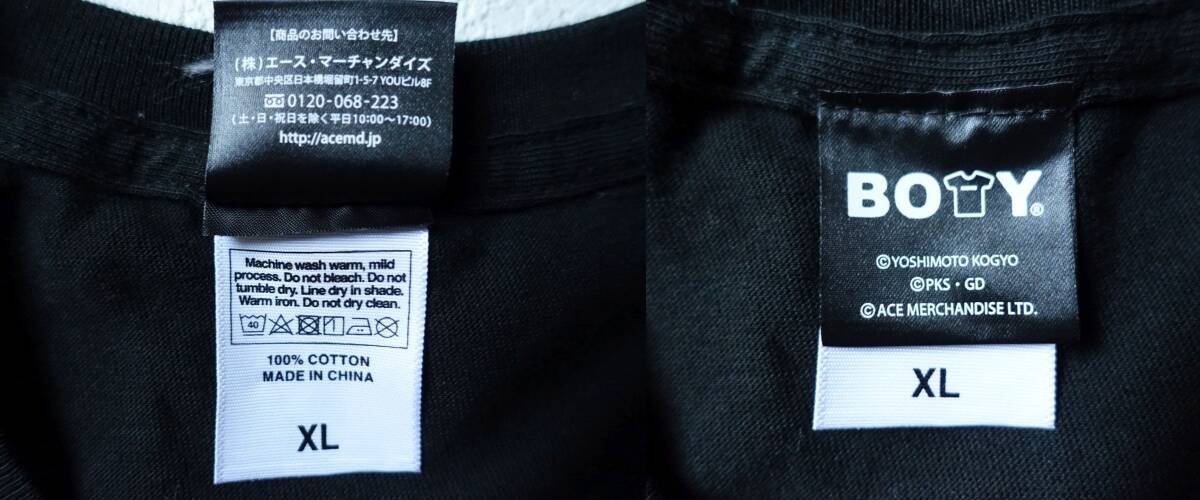 【商品のお問い合わせ先】
(株)エース・マーチャンダイズ
東京都中央区日本橋堀留町1-5-7 YOUビル8F
0120-068-223
(土・日・祝日を除く平日10:00〜17:00)
http://acemd.jp
Machine wash warm, mild
process. Do not bleach. Do not
tumble dry. Line dry in shade.
Warm iron. Do not dry clean.
40
100% COTTON
MADE IN CHINA
XL
BOTY®
©YOSHIMOTO KOGYO
©PKS・GD
©ACE MERCHANDISE LTD.
XL